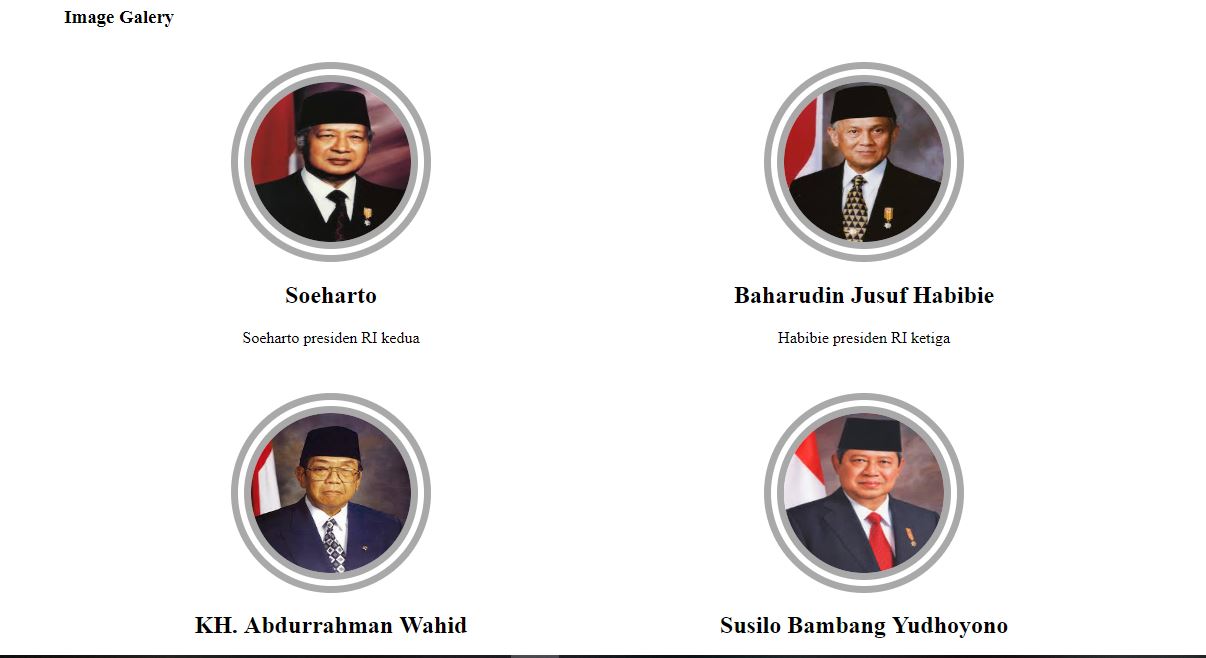 Image Galery
Soeharto
Baharudin Jusuf Habibie
Soeharto presiden RI kedua
Habibie presiden RI ketiga
KH. Abdurrahman Wahid
Susilo Bambang Yudhoyono